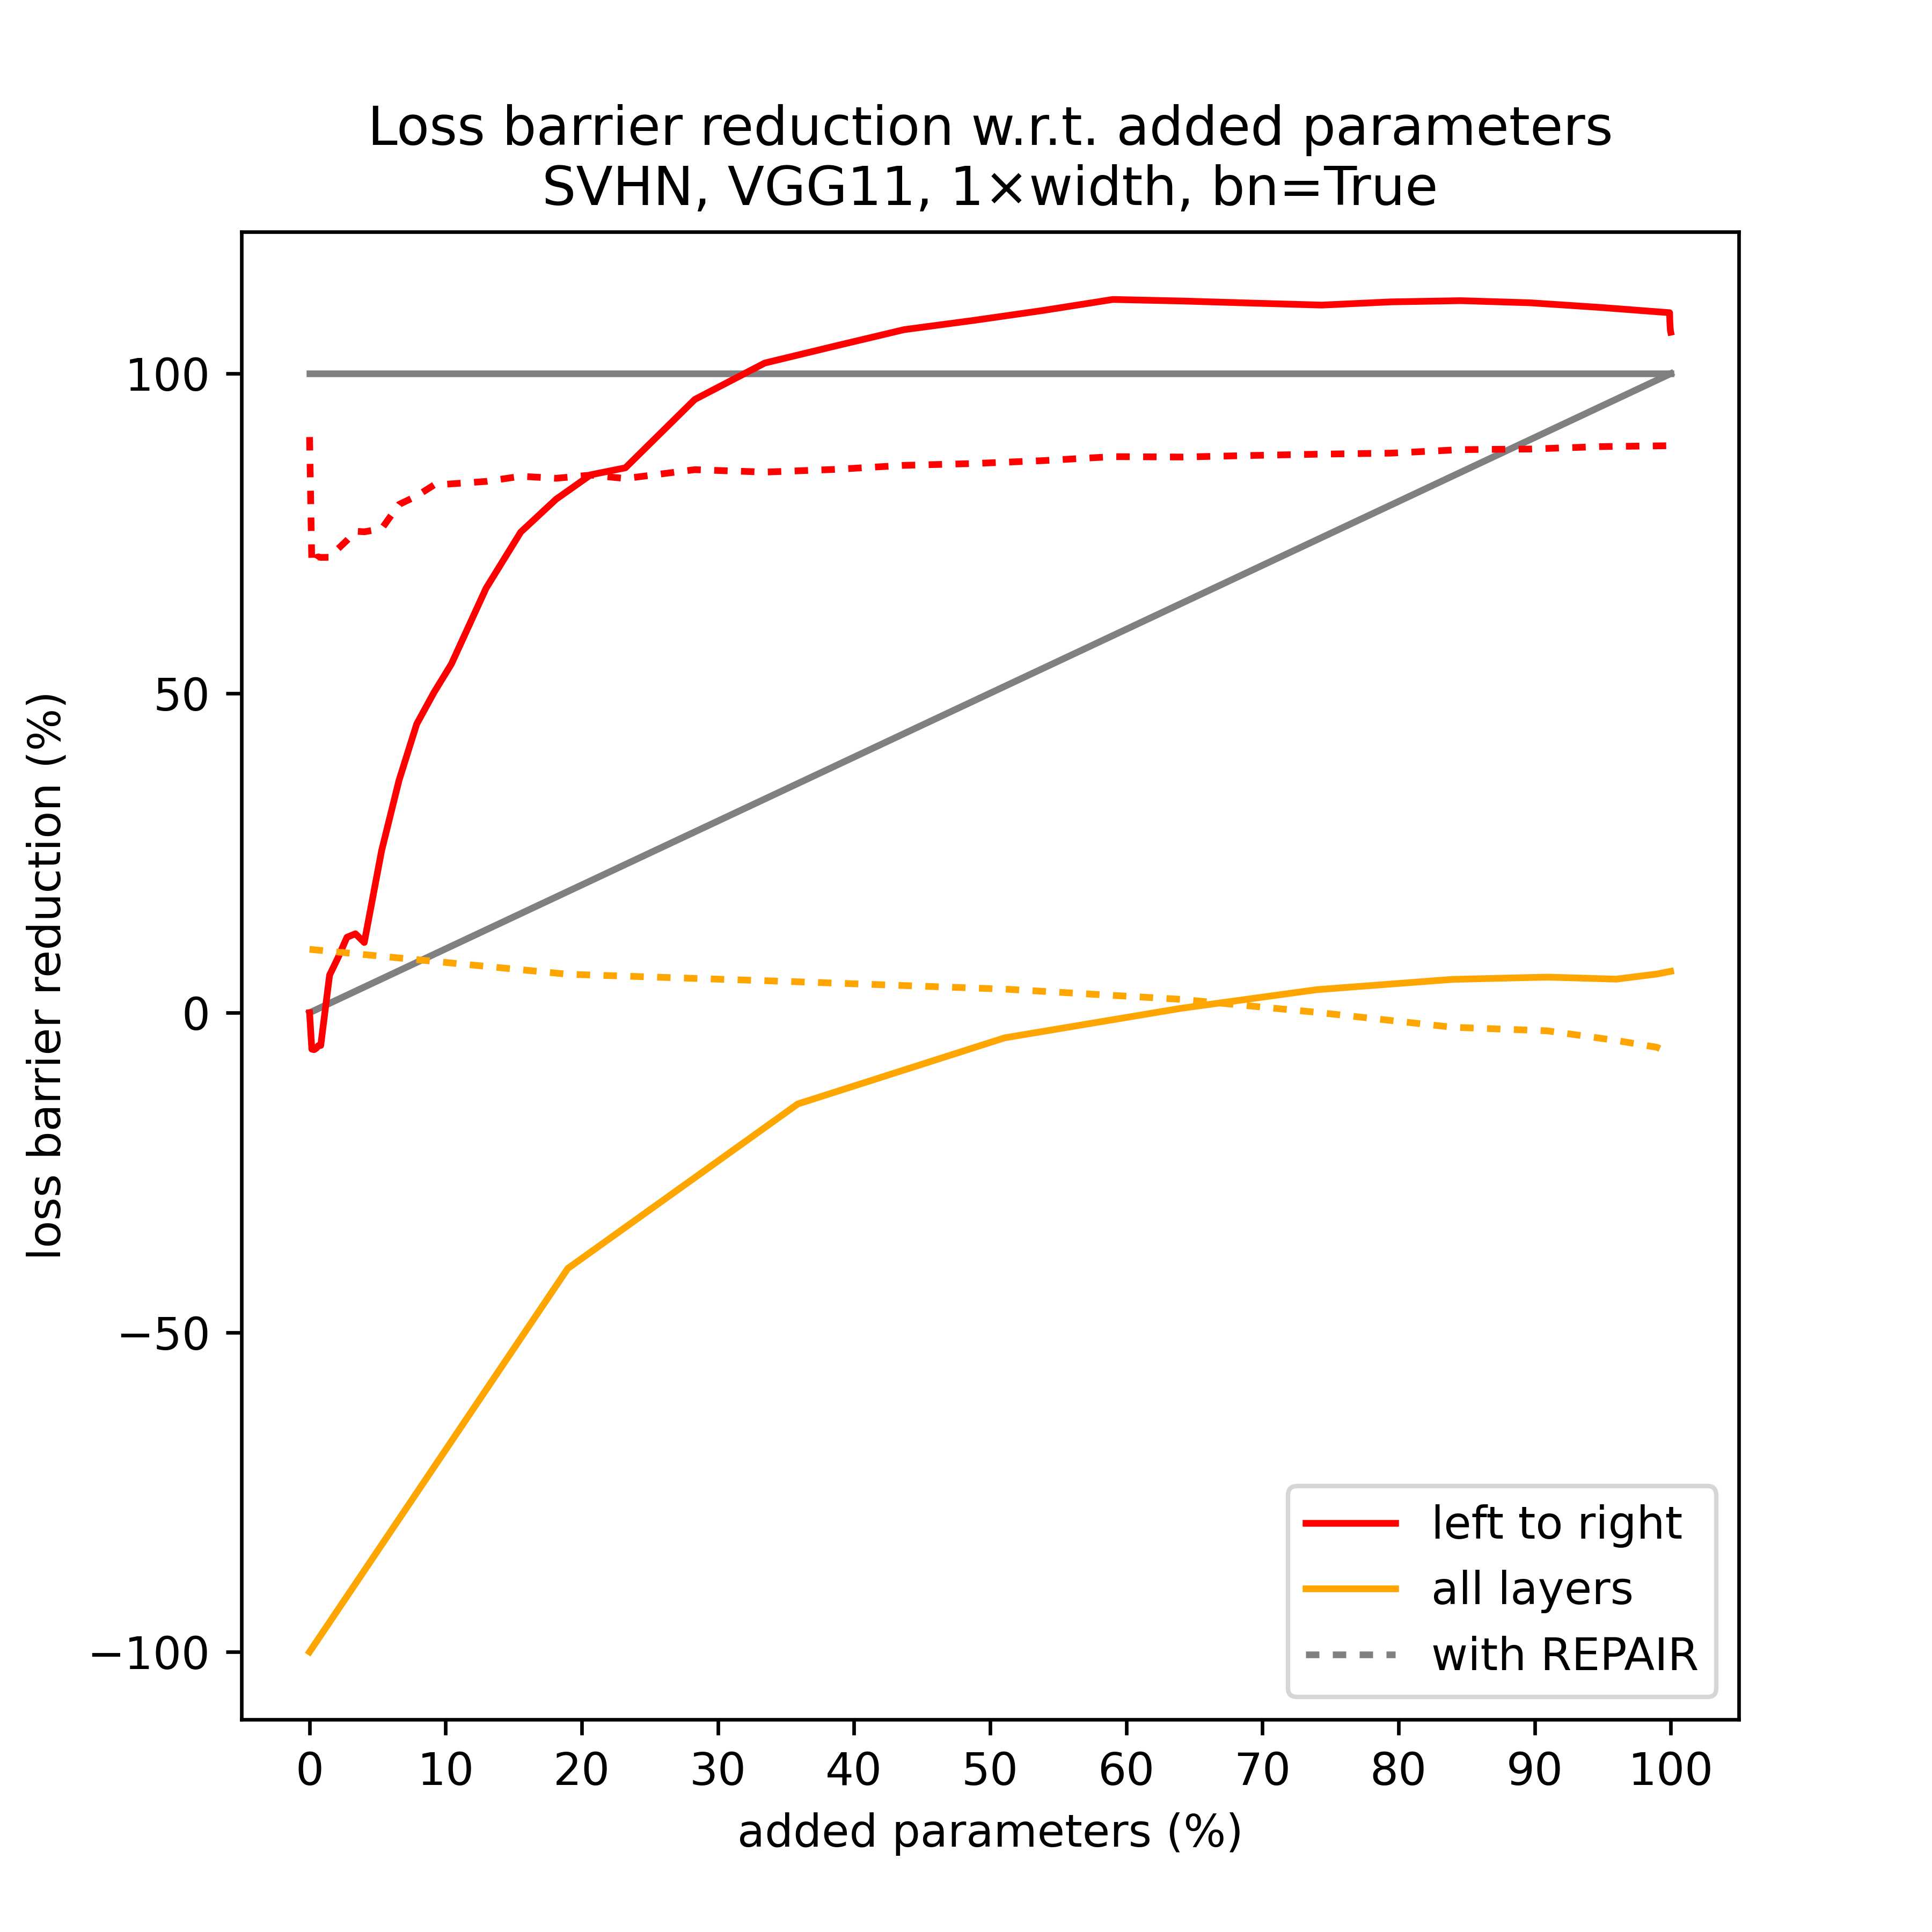 Loss barrier reduction w.r.t. added parameters
SVHN, VGG11, 1×width, bn=True
loss barrier reduction (%)
100
50
0
−50
−100
0 10 20 30 40 50 60 70 80 90 100
added parameters (%)
left to right
all layers
with REPAIR